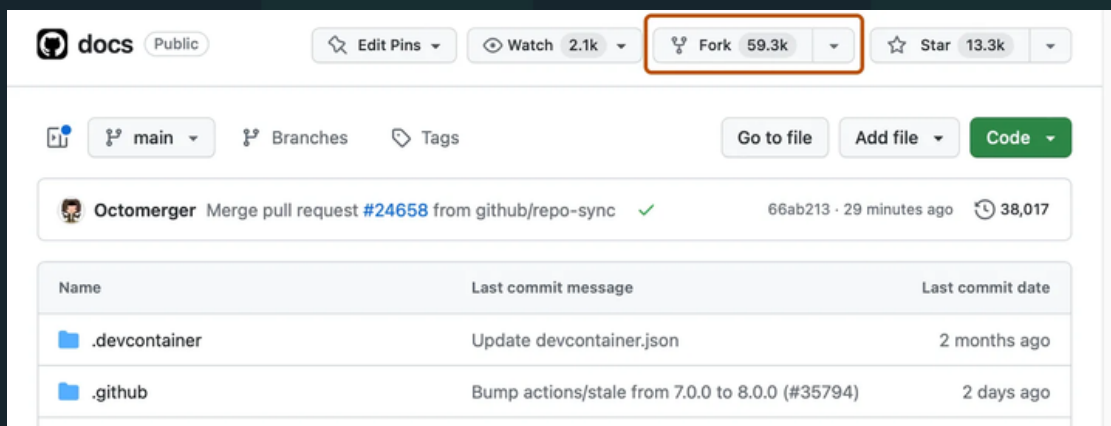 docs Public Edit Pins Watch 2.1k Fork 59.3k Star 13.3k
main Branches Tags Go to file Add file Code
Octomerger Merge pull request #24658 from github/repo-sync 66ab213 · 29 minutes ago 38,017
Name Last commit message Last commit date
.devcontainer Update devcontainer.json 2 months ago
.github Bump actions/stale from 7.0.0 to 8.0.0 (#35794) 2 days ago